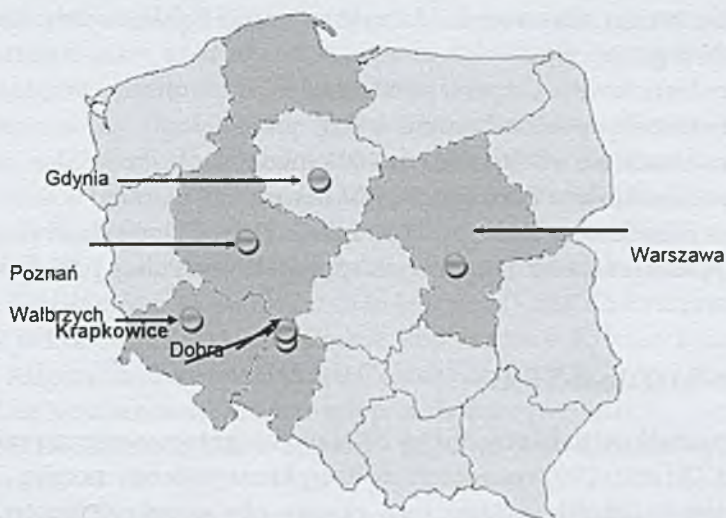 Gdynia
Warszawa
Poznań
Wałbrzych
Krapkowice
Dobra